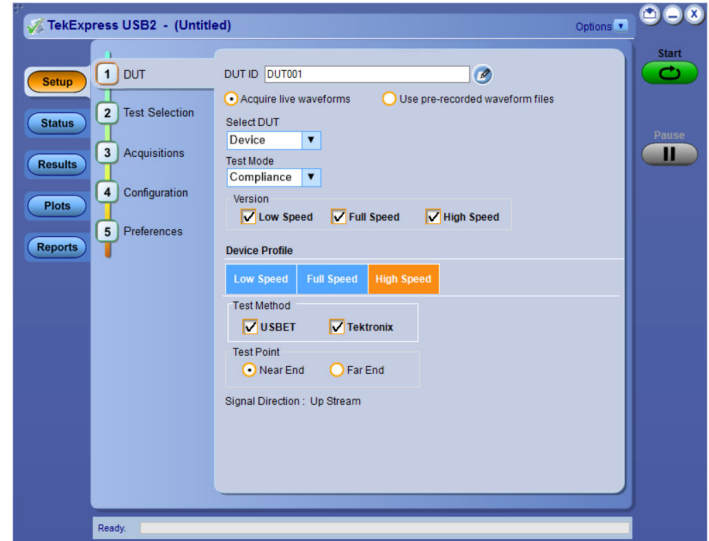 TekExpress USB2 - (Untitled)
Options
Start
Pause
Setup
Status
Results
Plots
Reports
1 DUT
2 Test Selection
3 Acquisitions
4 Configuration
5 Preferences
DUT ID DUT001
Acquire live waveforms Use pre-recorded waveform files
Select DUT
Device
Test Mode
Compliance
Version
Low Speed Full Speed High Speed
Device Profile
Low Speed Full Speed High Speed
Test Method
USBET Tektronix
Test Point
Near End Far End
Signal Direction : Up Stream
Ready.